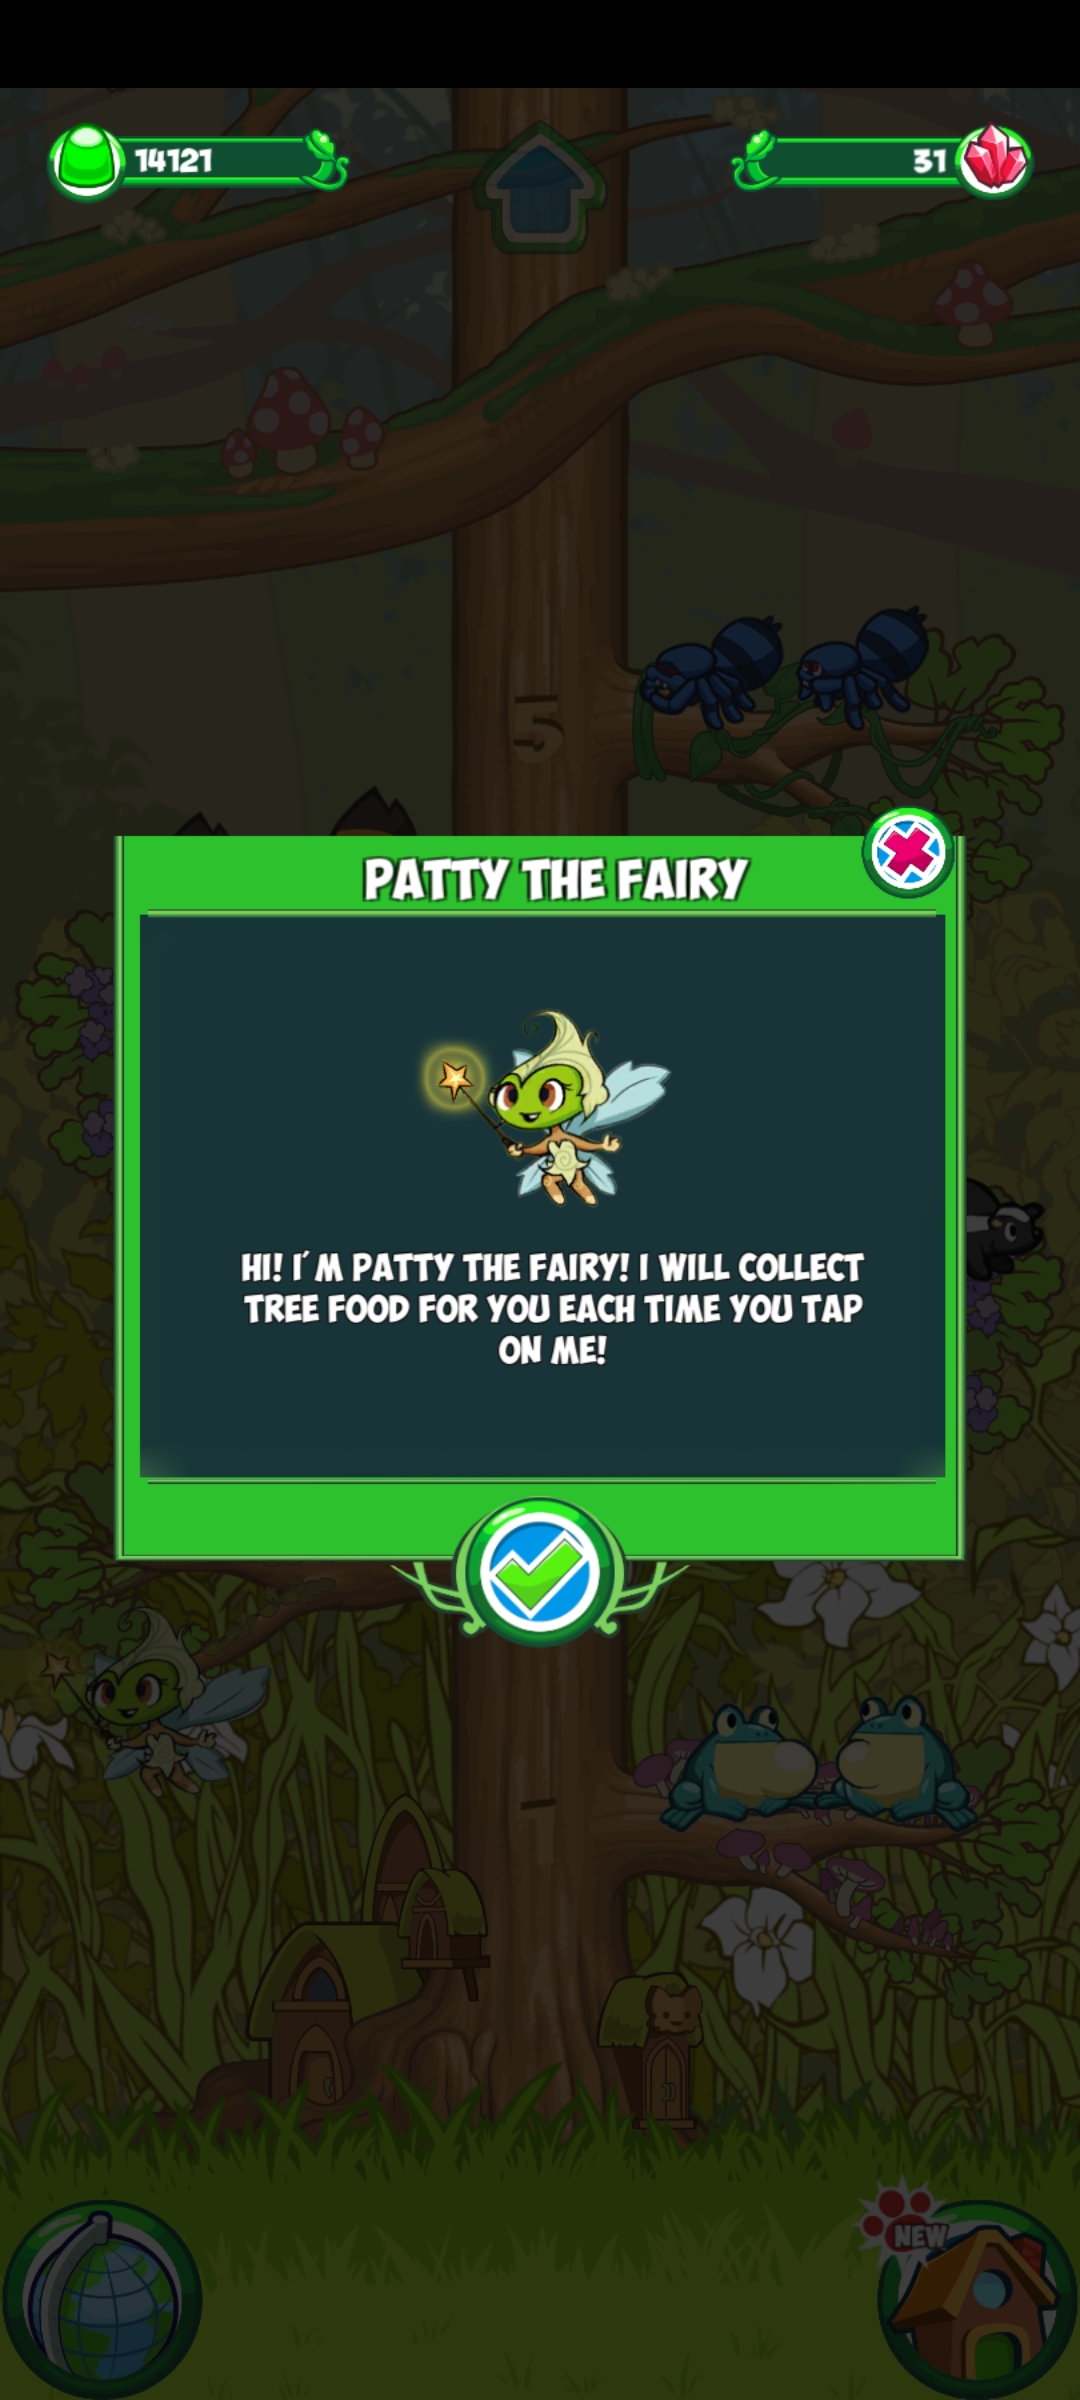 14121
31
5
PATTY THE FAIRY
HI! I´M PATTY THE FAIRY! I WILL COLLECT
TREE FOOD FOR YOU EACH TIME YOU TAP
ON ME!
1
NEW